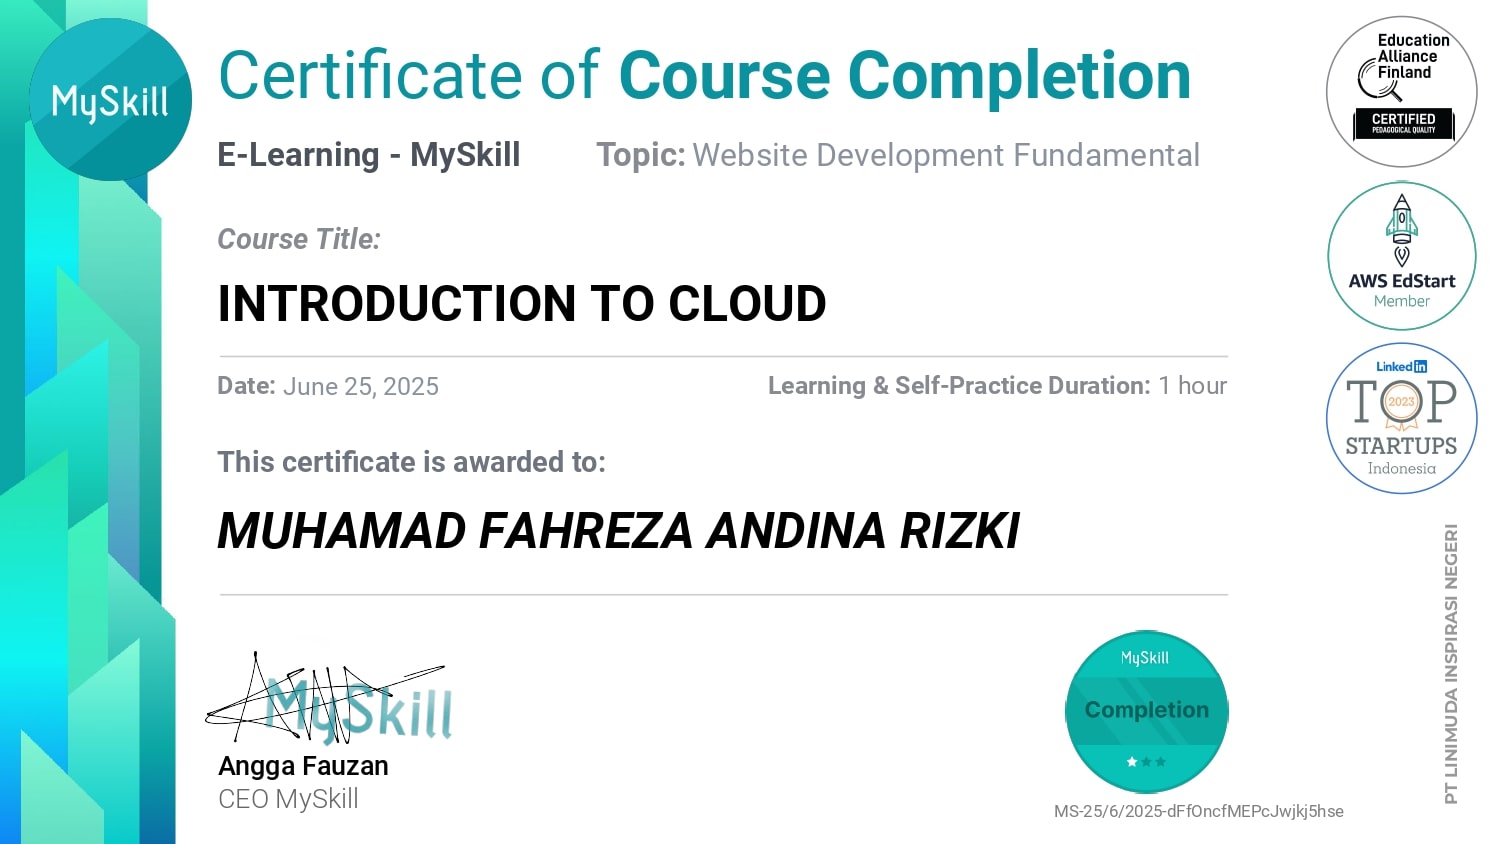 MySkill
Certificate of Course Completion
E-Learning - MySkill
Topic: Website Development Fundamental
Course Title:
INTRODUCTION TO CLOUD
Date: June 25, 2025
Learning & Self-Practice Duration: 1 hour
This certificate is awarded to:
MUHAMAD FAHREZA ANDINA RIZKI
MySkill
Angga Fauzan
CEO MySkill
MySkill
Completion
MS-25/6/2025-dFfOncfMEPcJwjkj5hse
Education
Alliance
Finland
CERTIFIED
PEDAGOGICAL QUALITY
AWS EdStart
Member
LinkedIn
TOP
2023
STARTUPS
Indonesia
PT LINIMUDA INSPIRASI NEGERI